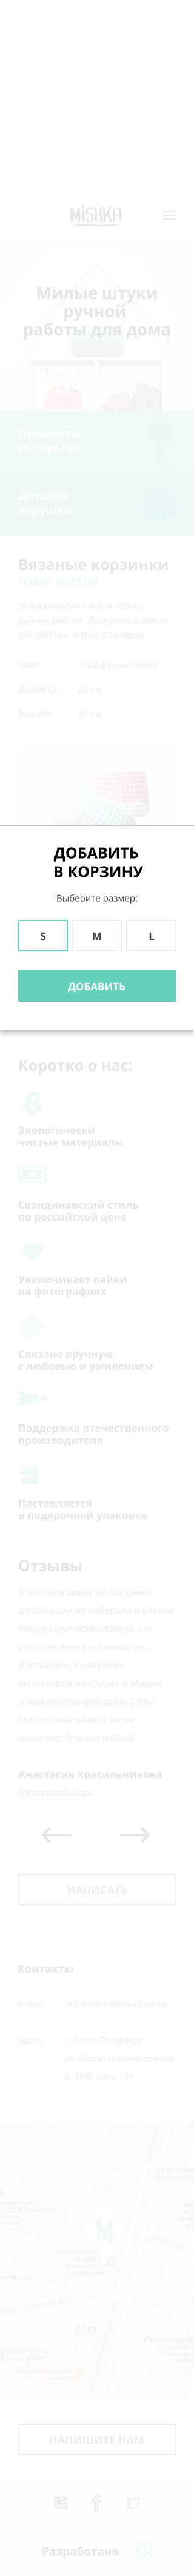 MiSHKA
Милые штуки
ручной
работы для дома
Предметы
интерьера
Детские
игрушки
Вязаные корзинки
ТОВАР НЕДЕЛИ
Экологически чистая пряжа,
ручная работа. Доступны в шести
расцветках, и трех размерах.
Цвет: «Тиффани»/серый
Диаметр: 25 см
Высота: 15 см
ДОБАВИТЬ
В КОРЗИНУ
Выберите размер:
S M L
ДОБАВИТЬ
Коротко о нас:
Экологически
чистые материалы
Скандинавский стиль
по российской цене
Увеличивает лайки
на фотографиях
Связано вручную
с любовью и умилением
Поддержка отечественного
производителя
Поставляется
в подарочной упаковке
Отзывы
Я молодая мама, но все равно
фотографии не набирали и близко
такого количества лайков, как
у популярных инстамамочек.
В отчаянии, я накупила
аксессуаров и игрушек в Мишке,
и мои фотографии сразу стали
более стильными, а также
набирают больше лайков!
Анастасия Красильникова
@missssiskras
НАПИСАТЬ
Контакты
e-mail: info@mimimishkashop.ru
адрес: г. Санкт-Петербург
ул. Большая Конюшенная
д. 19/8, офис 101
НАПИШИТЕ НАМ
Разработано